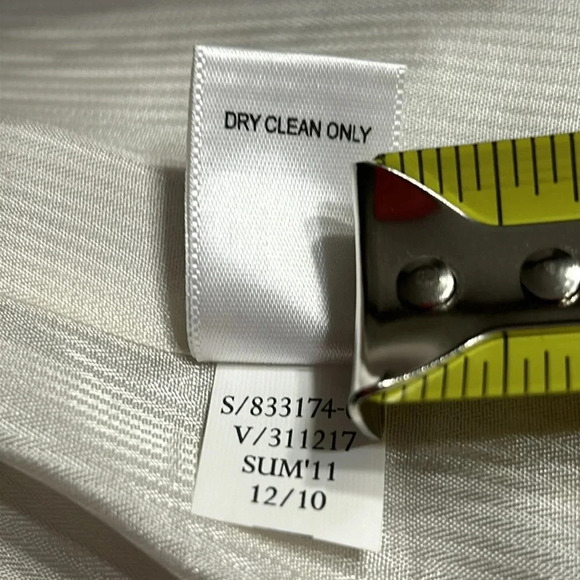 DRY CLEAN ONLY
S/833174-
V/311217
SUM'11
12/10